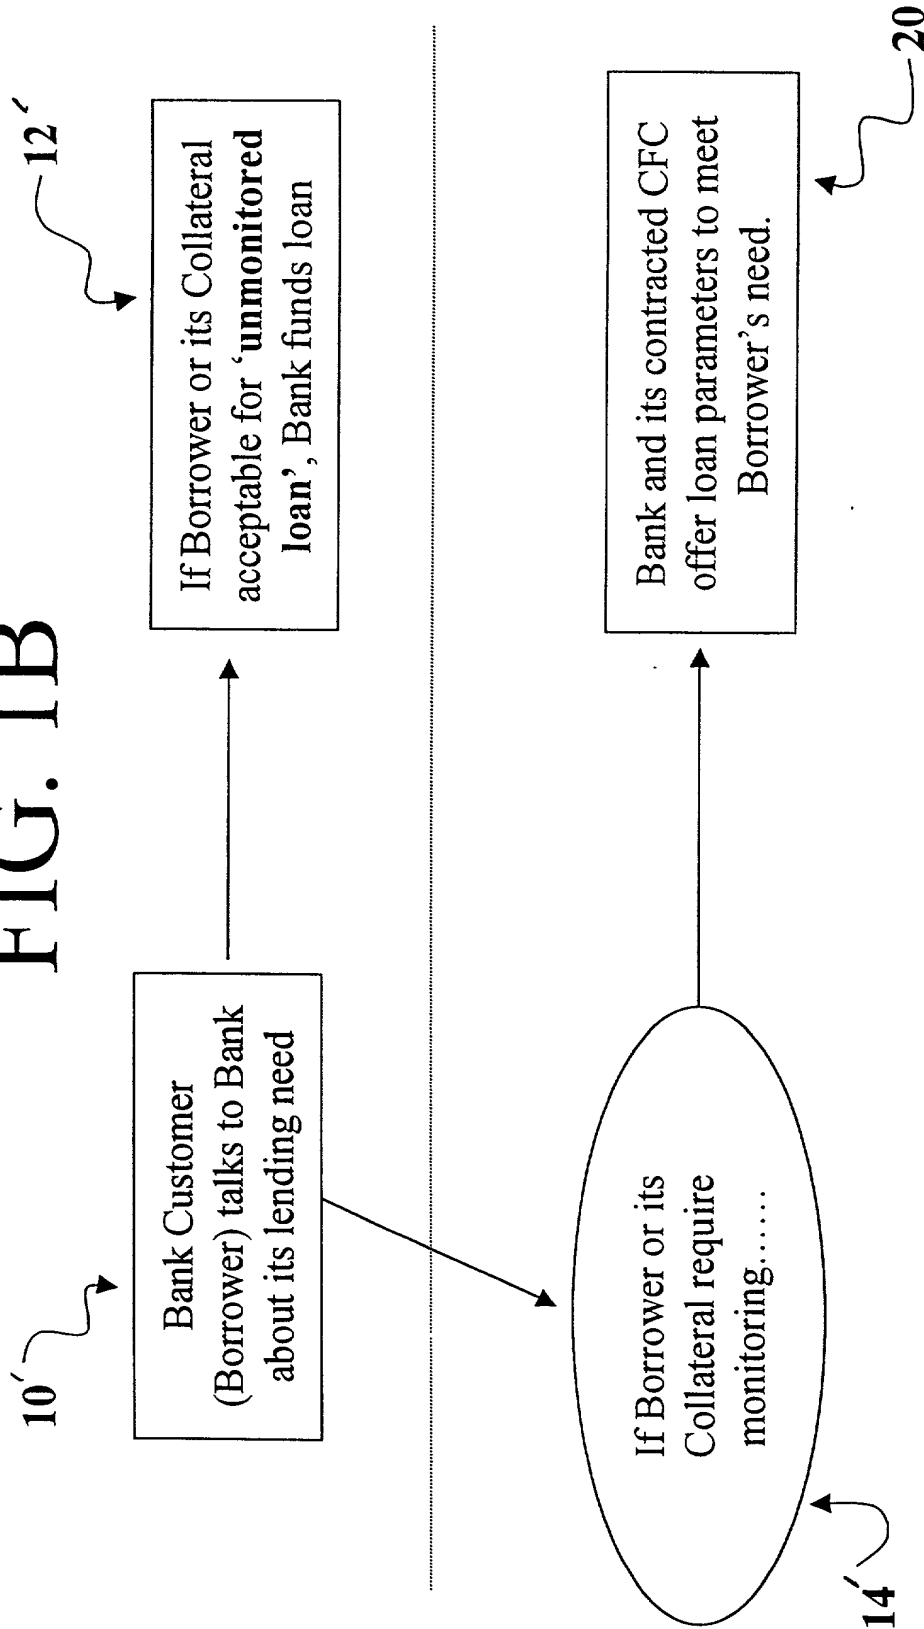 FIG. 1B
10′
Bank Customer
(Borrower) talks to Bank
about its lending need
12′
If Borrower or its Collateral
acceptable for ‘unmonitored
loan’, Bank funds loan
14′
If Borrower or its
Collateral require
monitoring......
20
Bank and its contracted CFC
offer loan parameters to meet
Borrower’s need.